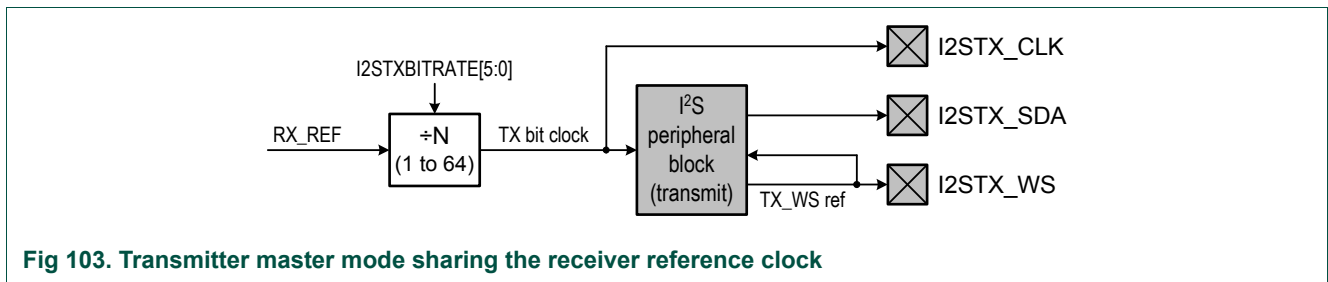 I2STXBITRATE[5:0]
RX_REF
÷N
(1 to 64)
TX bit clock
I²S
peripheral
block
(transmit)
TX_WS ref
I2STX_CLK
I2STX_SDA
I2STX_WS
Fig 103. Transmitter master mode sharing the receiver reference clock